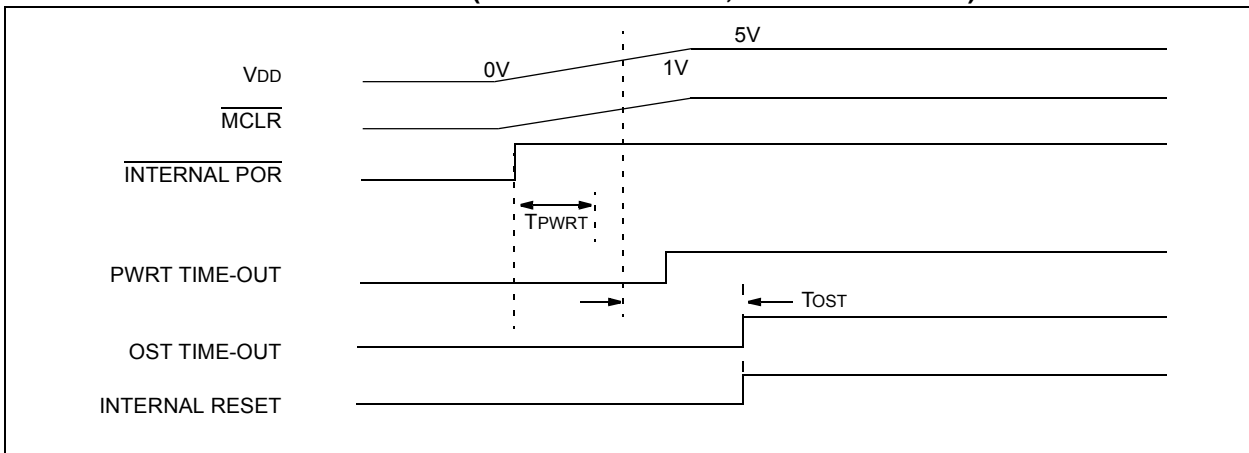 5V
VDD 0V 1V
MCLR
INTERNAL POR
TPWRT
PWRT TIME-OUT
TOST
OST TIME-OUT
INTERNAL RESET